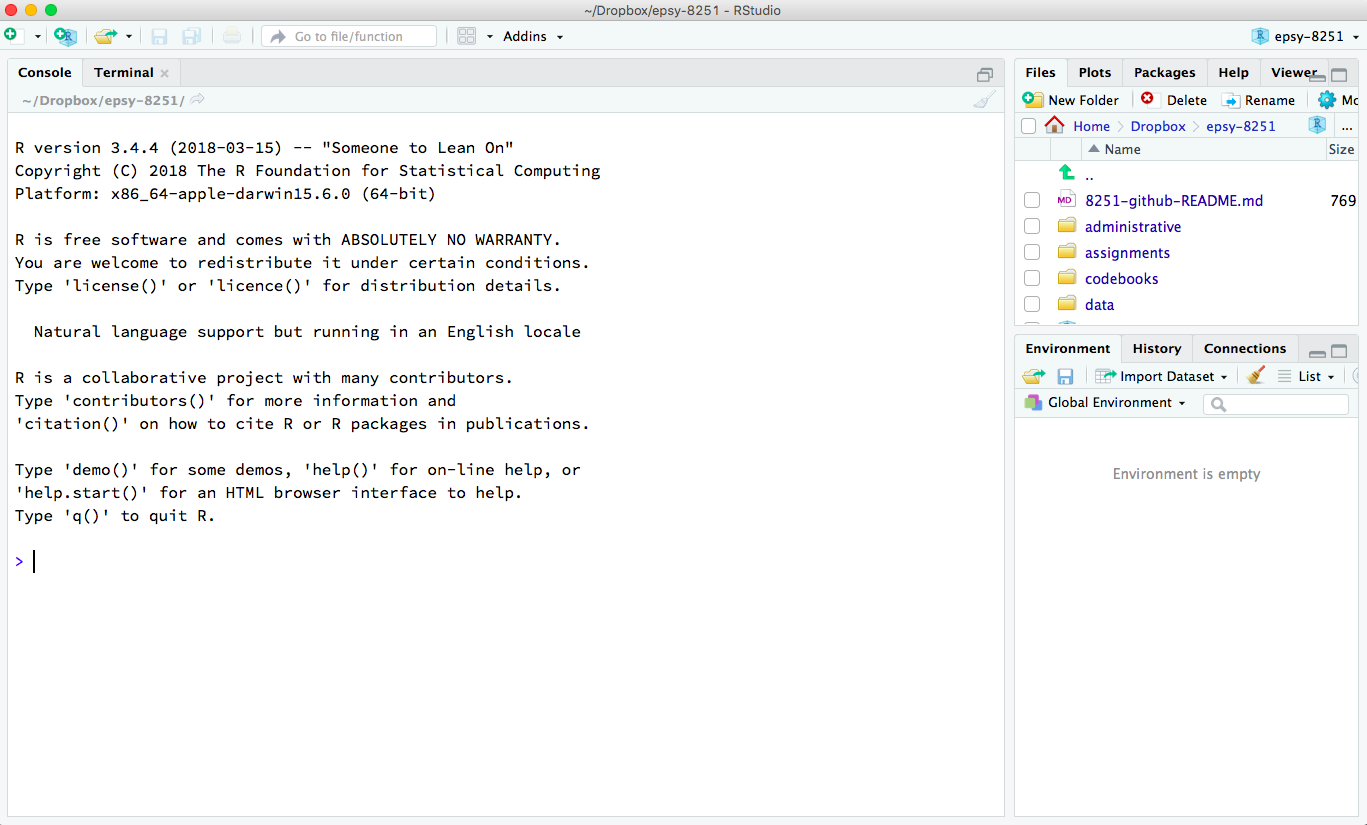 ~/Dropbox/epsy-8251 - RStudio
Go to file/function
Addins
epsy-8251
Console
Terminal
~/Dropbox/epsy-8251/
R version 3.4.4 (2018-03-15) -- "Someone to Lean On"
Copyright (C) 2018 The R Foundation for Statistical Computing
Platform: x86_64-apple-darwin15.6.0 (64-bit)
R is free software and comes with ABSOLUTELY NO WARRANTY.
You are welcome to redistribute it under certain conditions.
Type 'license()' or 'licence()' for distribution details.
Natural language support but running in an English locale
R is a collaborative project with many contributors.
Type 'contributors()' for more information and
'citation()' on how to cite R or R packages in publications.
Type 'demo()' for some demos, 'help()' for on-line help, or
'help.start()' for an HTML browser interface to help.
Type 'q()' to quit R.
>
Files Plots Packages Help Viewer
New Folder Delete Rename Mo
Home Dropbox epsy-8251 R ...
Name Size
..
MD 8251-github-README.md 769
administrative
assignments
codebooks
data
Environment History Connections
Import Dataset List
Global Environment
Environment is empty